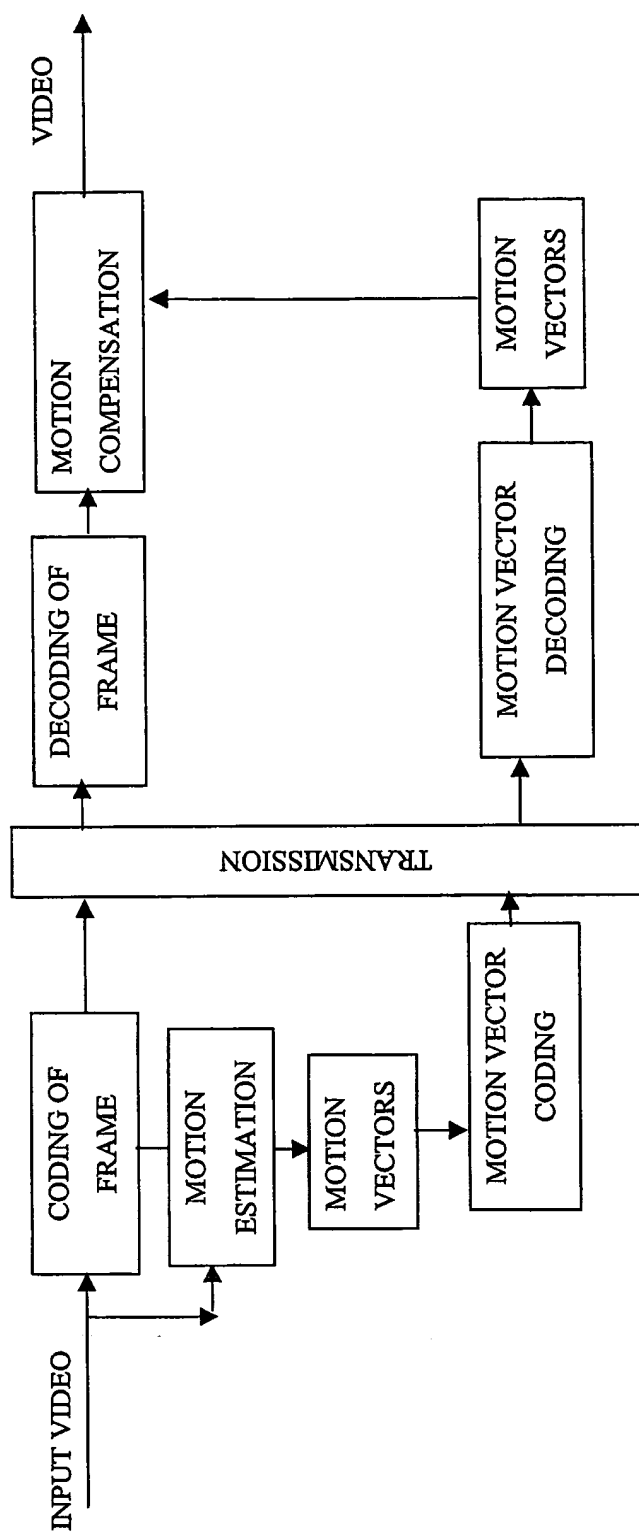 INPUT VIDEO
CODING OF
FRAME
MOTION
ESTIMATION
MOTION
VECTORS
MOTION VECTOR
CODING
TRANSMISSION
DECODING OF
FRAME
MOTION
COMPENSATION
VIDEO
MOTION VECTOR
DECODING
MOTION
VECTORS